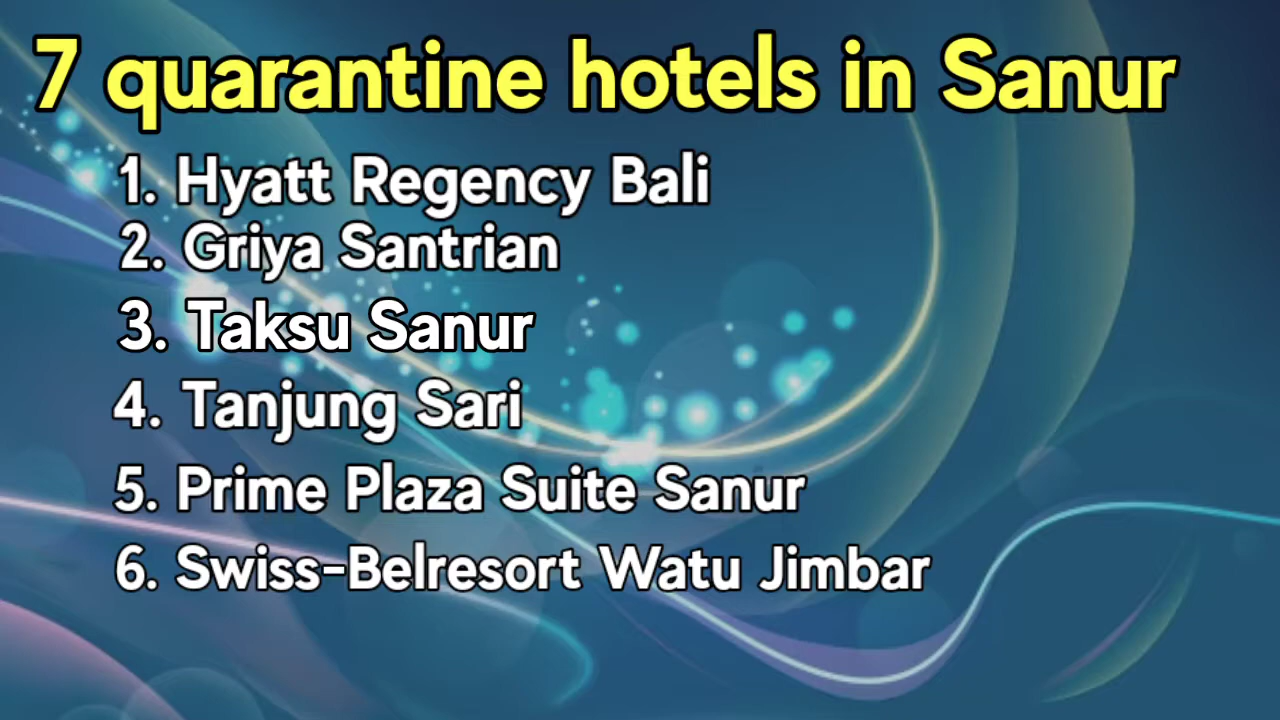 7 quarantine hotels in Sanur
1. Hyatt Regency Bali
2. Griya Santrian
3. Taksu Sanur
4. Tanjung Sari
5. Prime Plaza Suite Sanur
6. Swiss-Belresort Watu Jimbar